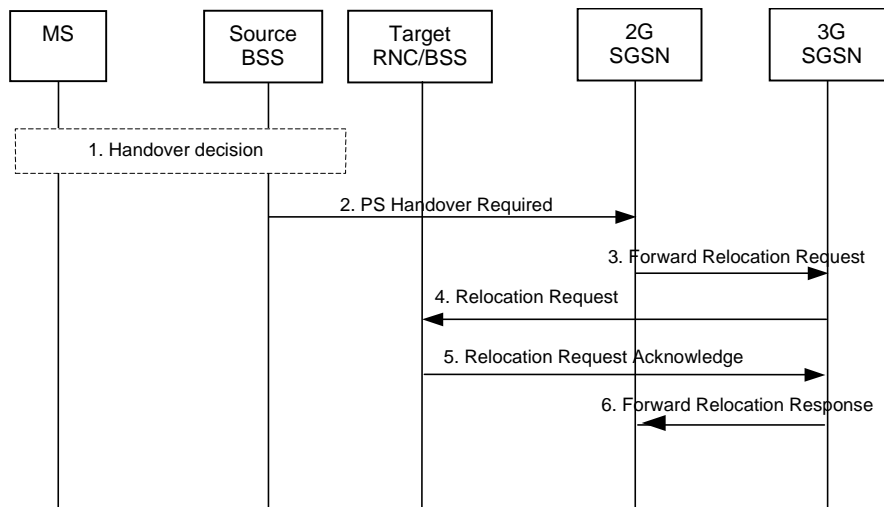 MS
Source
BSS
Target
RNC/BSS
2G
SGSN
3G
SGSN
1. Handover decision
2. PS Handover Required
3. Forward Relocation Request
4. Relocation Request
5. Relocation Request Acknowledge
6. Forward Relocation Response